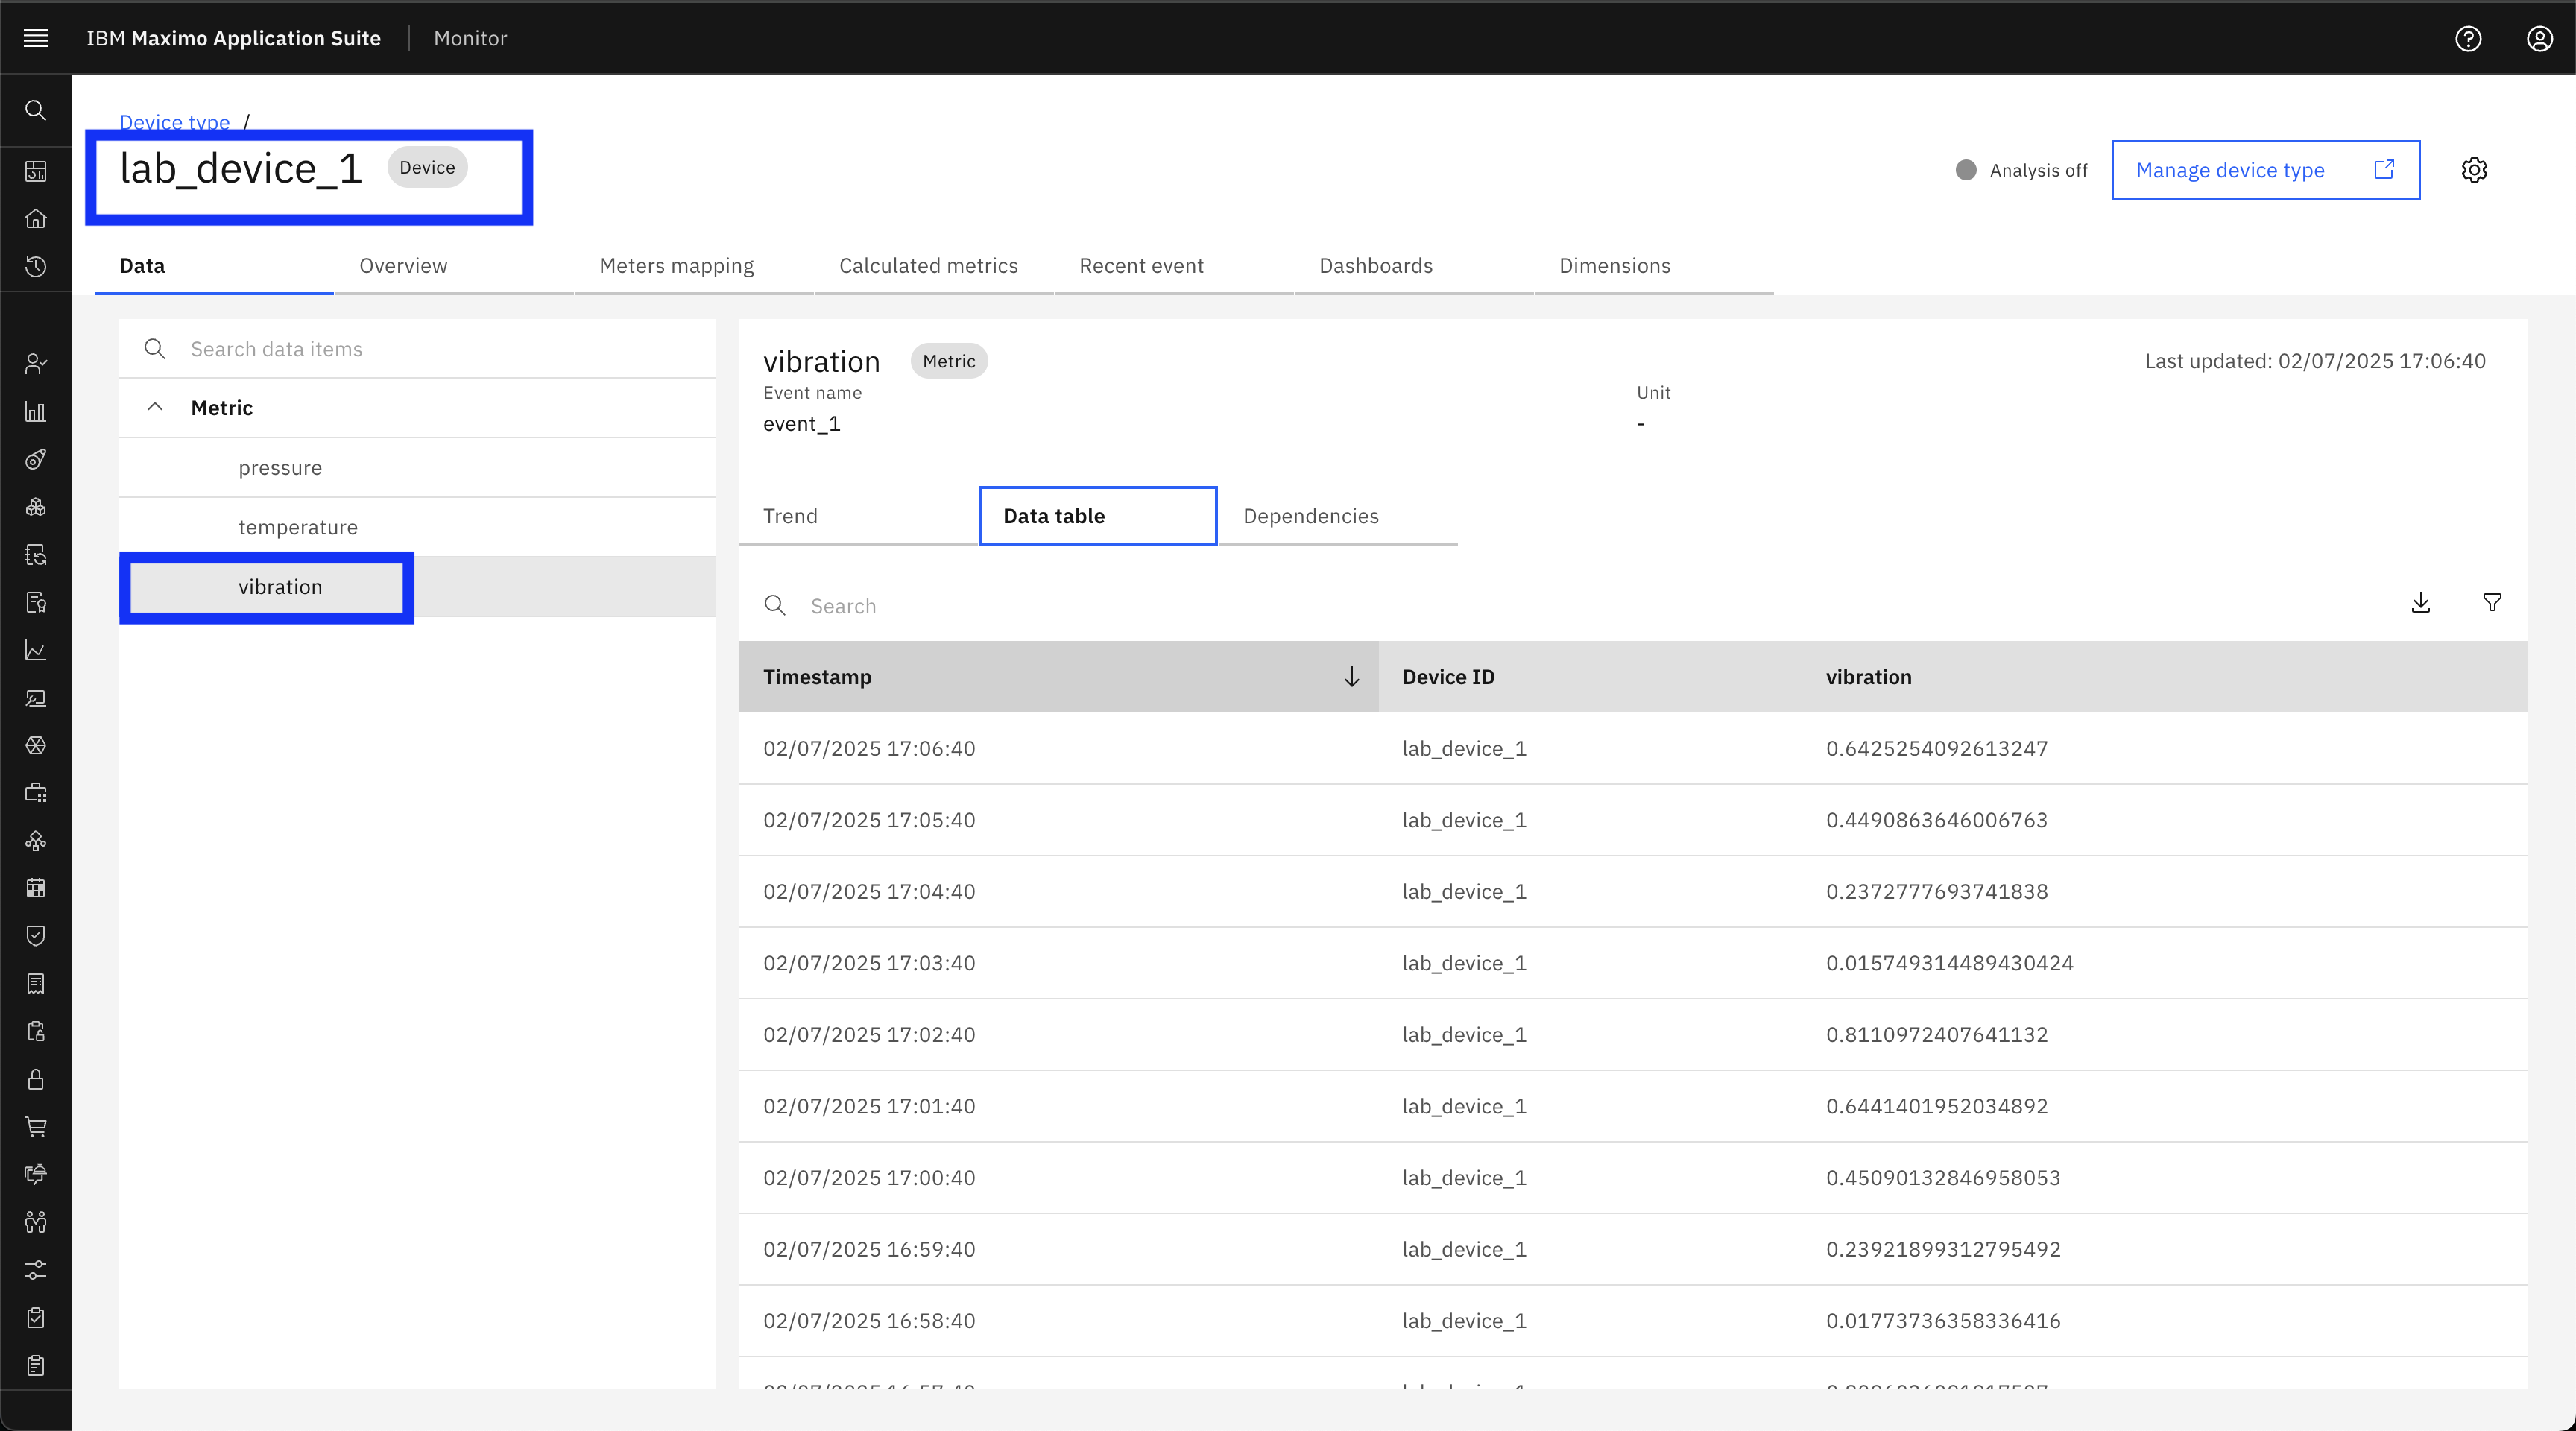 IBM Maximo Application Suite Monitor
Device type /
lab_device_1 Device
Analysis off Manage device type
Data Overview Meters mapping Calculated metrics Recent event Dashboards Dimensions
Search data items
Metric
pressure
temperature
vibration
vibration Metric
Last updated: 02/07/2025 17:06:40
Event name Unit
event_1 -
Trend Data table Dependencies
Search
Timestamp Device ID vibration
02/07/2025 17:06:40 lab_device_1 0.6425254092613247
02/07/2025 17:05:40 lab_device_1 0.4490863646006763
02/07/2025 17:04:40 lab_device_1 0.2372777693741838
02/07/2025 17:03:40 lab_device_1 0.015749314489430424
02/07/2025 17:02:40 lab_device_1 0.8110972407641132
02/07/2025 17:01:40 lab_device_1 0.6441401952034892
02/07/2025 17:00:40 lab_device_1 0.45090132846958053
02/07/2025 16:59:40 lab_device_1 0.23921899312795492
02/07/2025 16:58:40 lab_device_1 0.01773736358336416